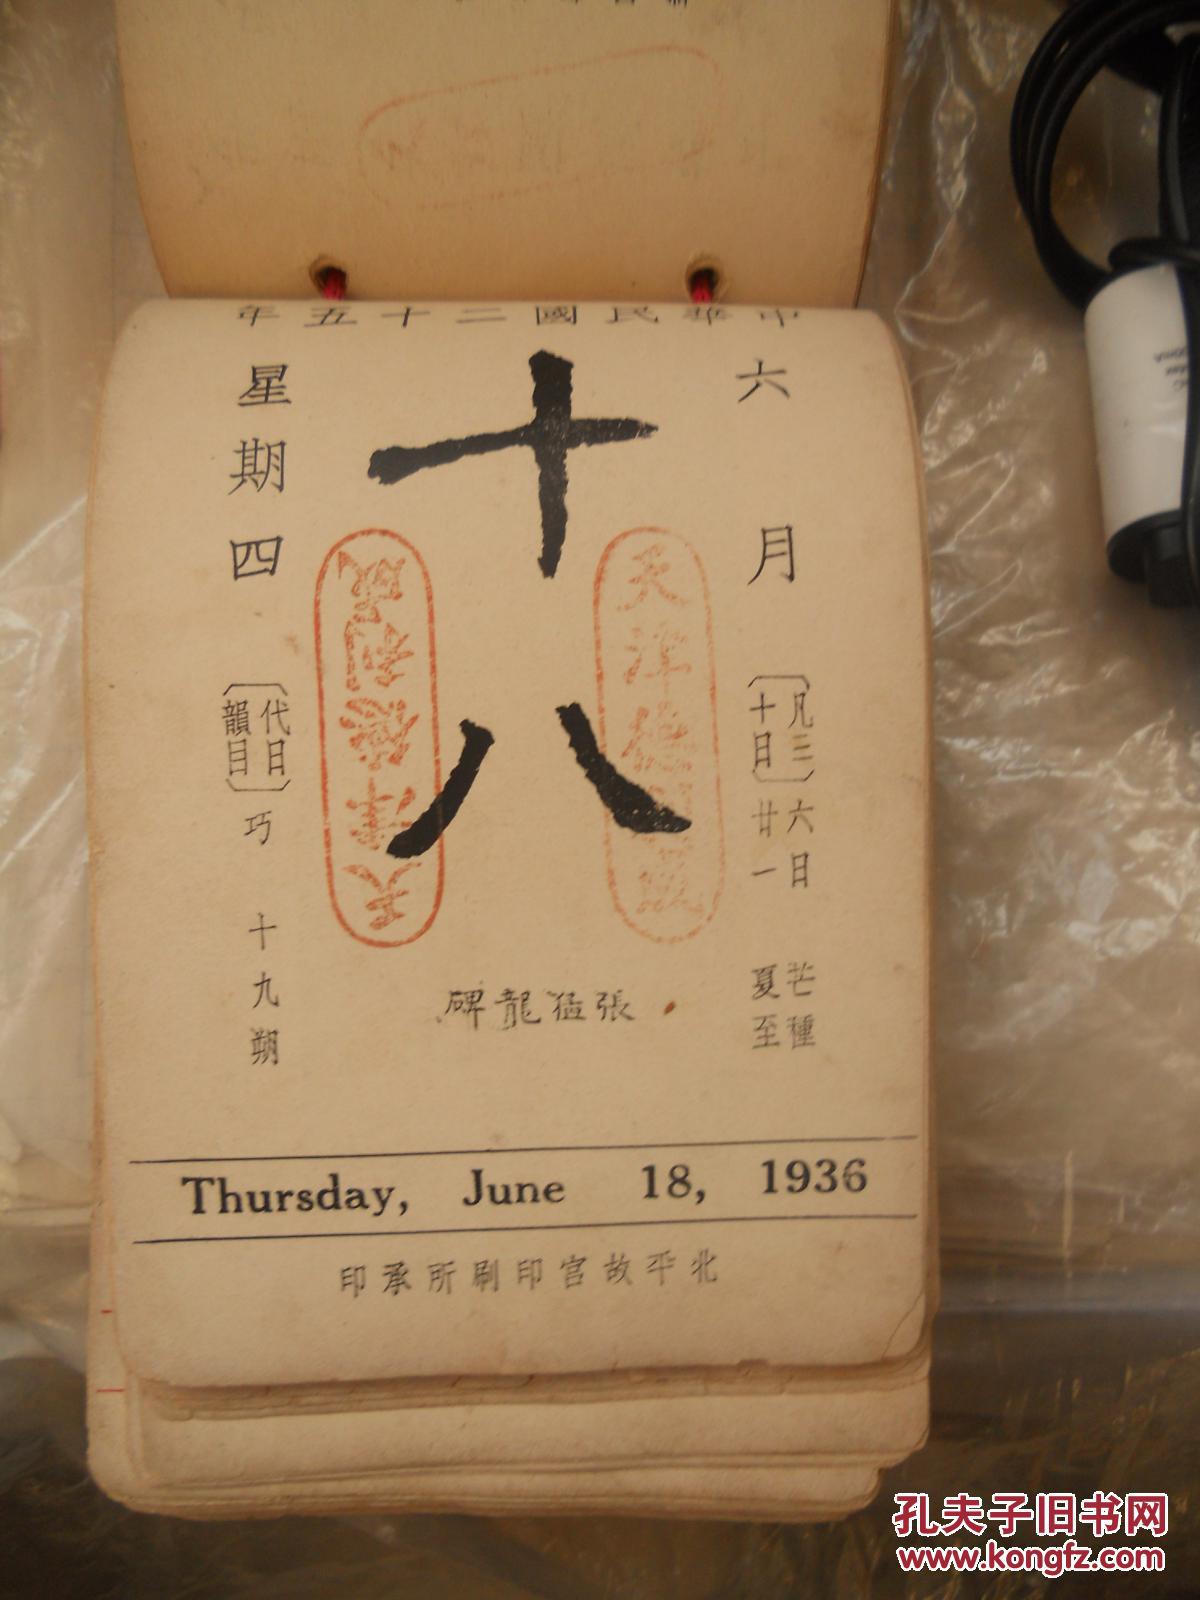 中華民國二十五年
六月
〔凡三十日〕
六日 芒種
廿一 夏至
十八
星期四
〔代日韻目〕巧 十九朔
張猛龍碑
Thursday, June 18, 1936
北平故宮印刷所承印
孔夫子旧书网
www.kongfz.com